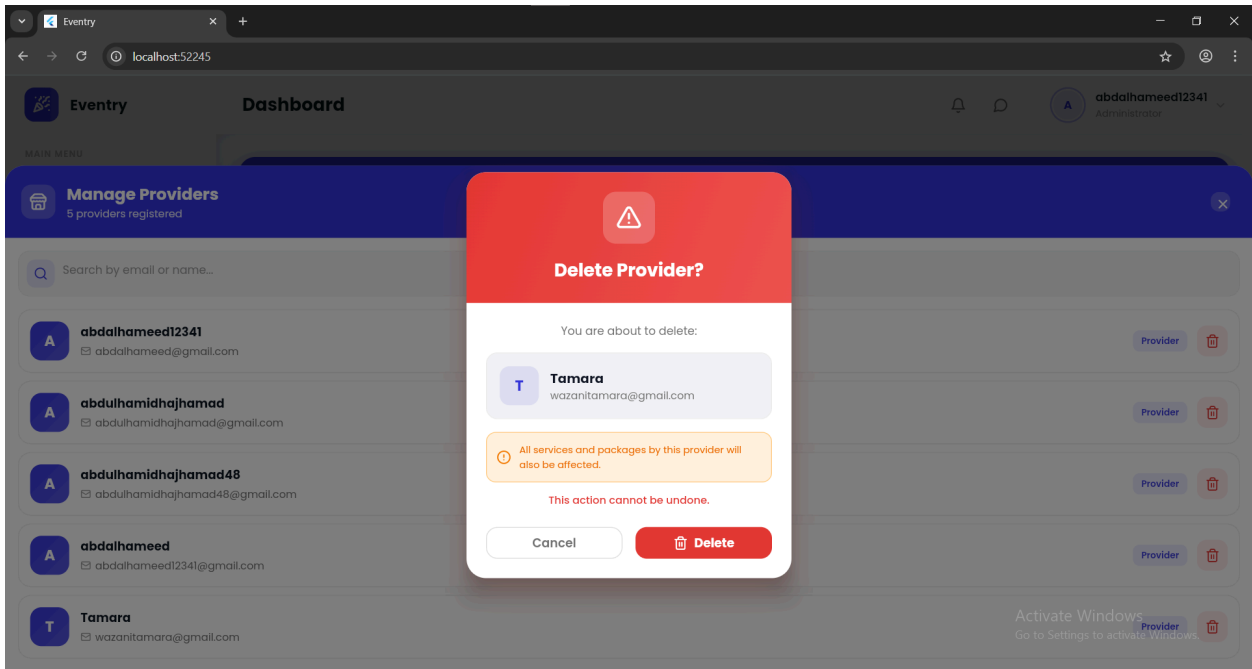 Eventry
localhost:52245
Eventry
Dashboard
A
abdalhameed12341
Administrator
MAIN MENU
Manage Providers
5 providers registered
Search by email or name...
A
abdalhameed12341
abdalhameed@gmail.com
Provider
A
abdulhamidhajhamad
abdulhamidhajhamad@gmail.com
Provider
A
abdulhamidhajhamad48
abdulhamidhajhamad48@gmail.com
Provider
A
abdalhameed
abdalhameed12341@gmail.com
Provider
T
Tamara
wazanitamara@gmail.com
Provider
Delete Provider?
You are about to delete:
T
Tamara
wazanitamara@gmail.com
All services and packages by this provider will
also be affected.
This action cannot be undone.
Cancel
Delete
Activate Windows
Go to Settings to activate Windows.